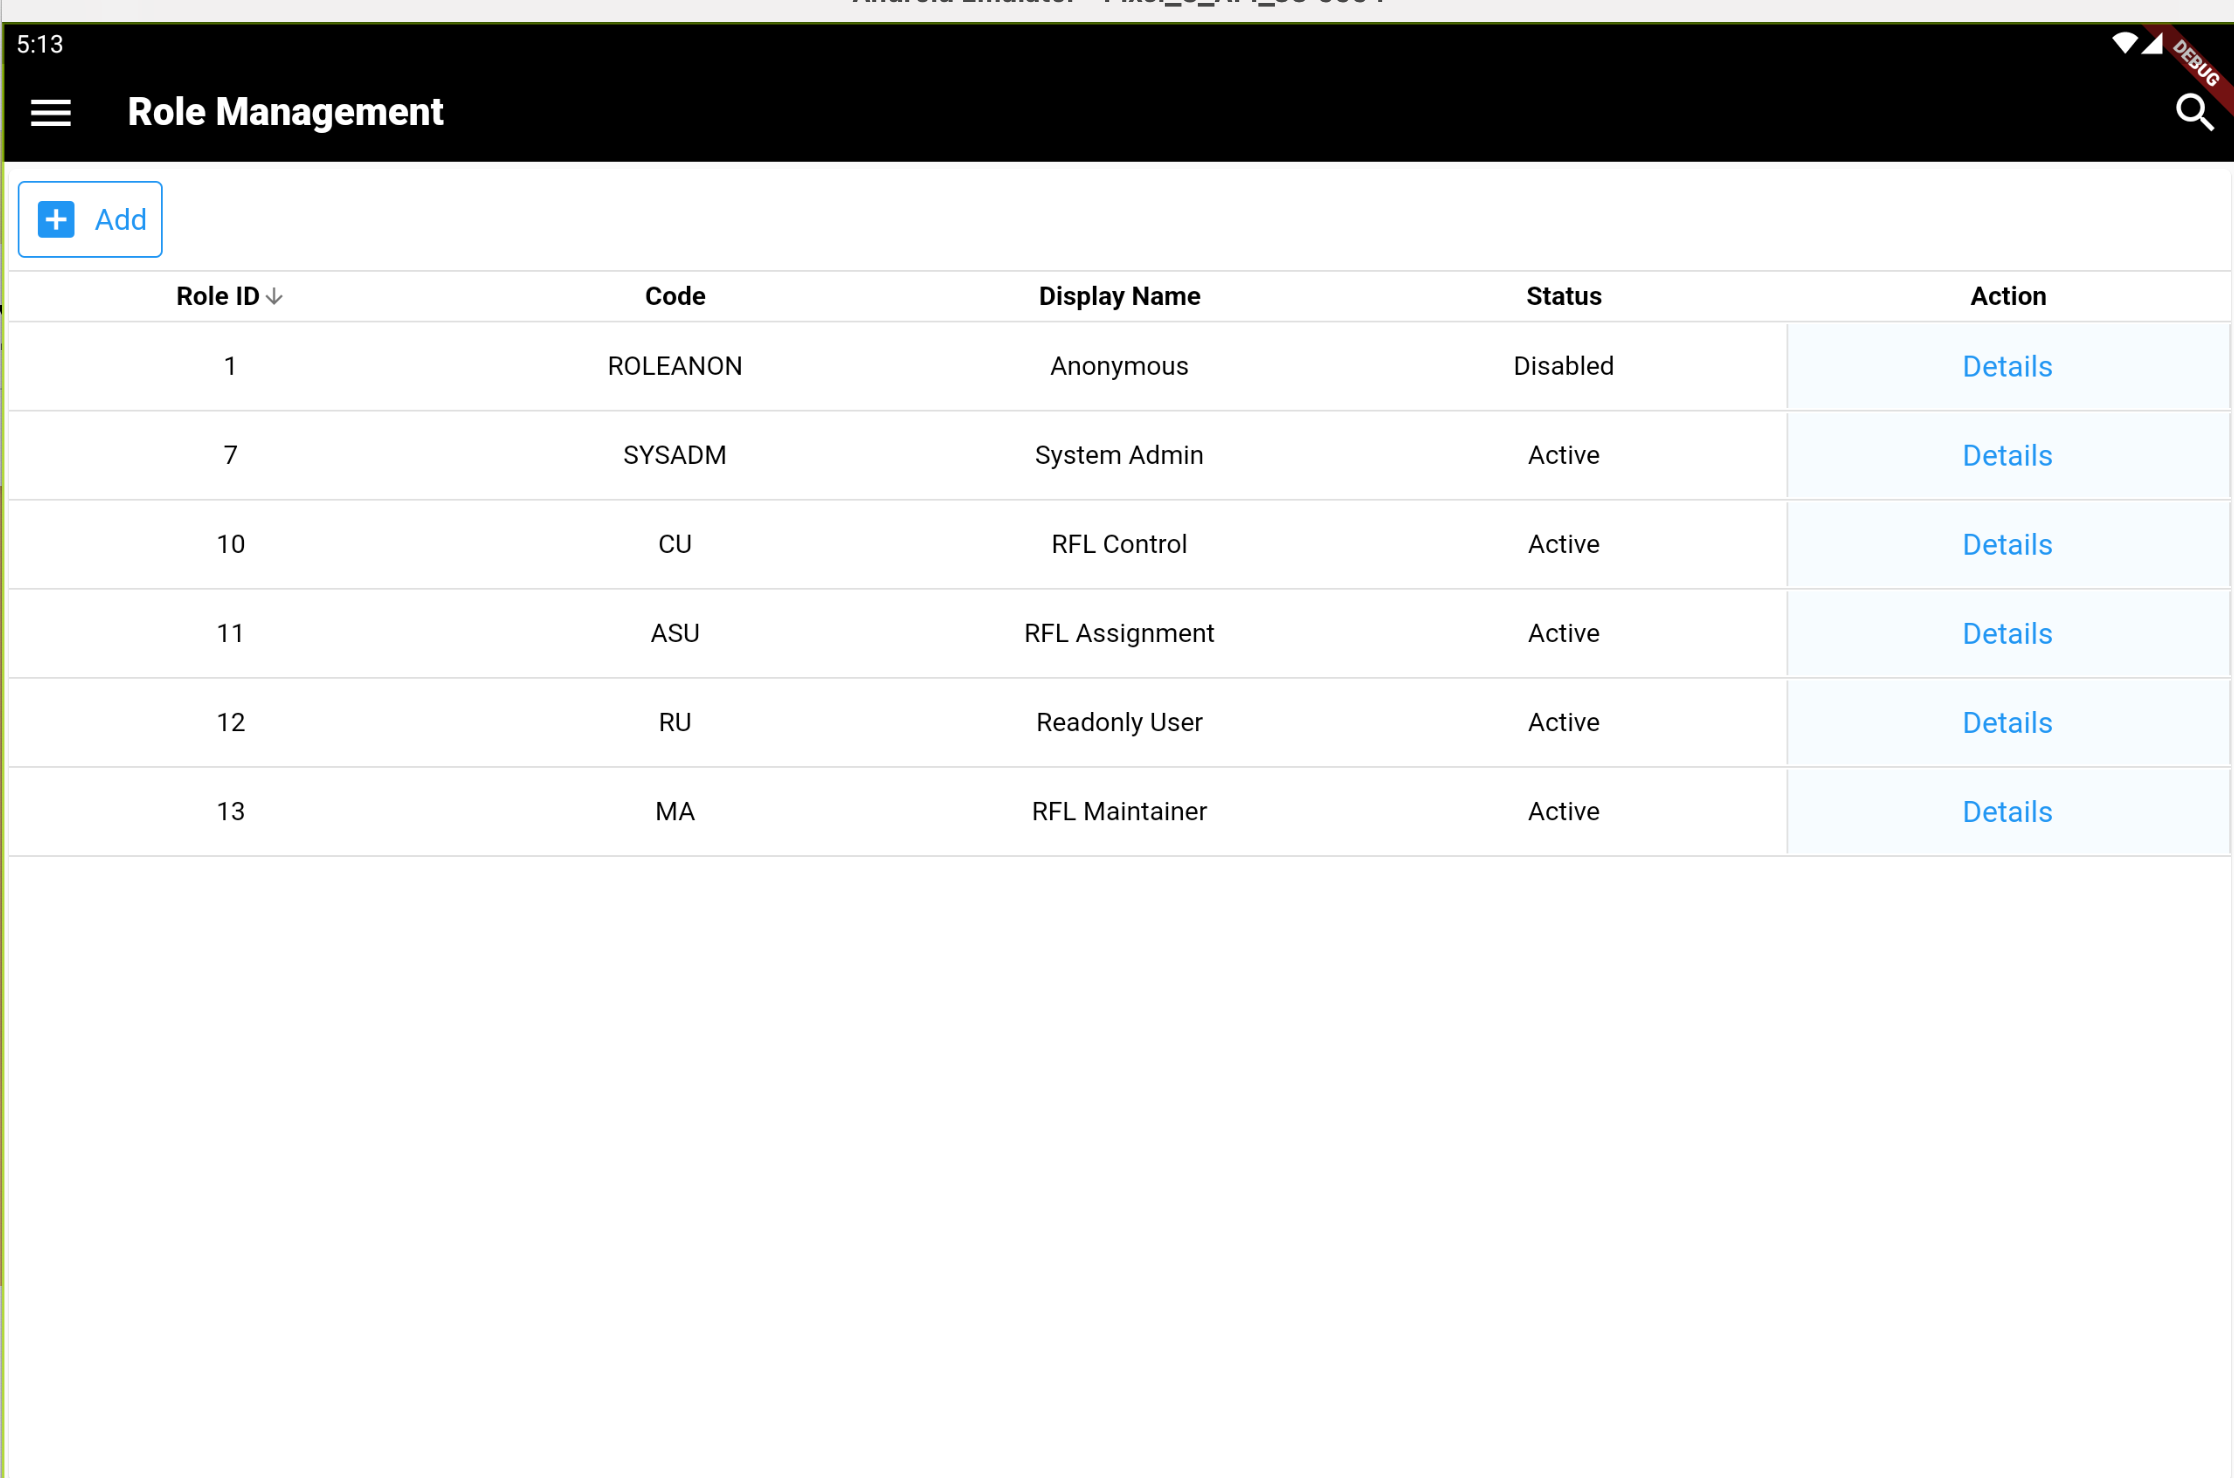 5:13
DEBUG
Role Management
Add
Role ID Code Display Name Status Action
1 ROLEANON Anonymous Disabled Details
7 SYSADM System Admin Active Details
10 CU RFL Control Active Details
11 ASU RFL Assignment Active Details
12 RU Readonly User Active Details
13 MA RFL Maintainer Active Details